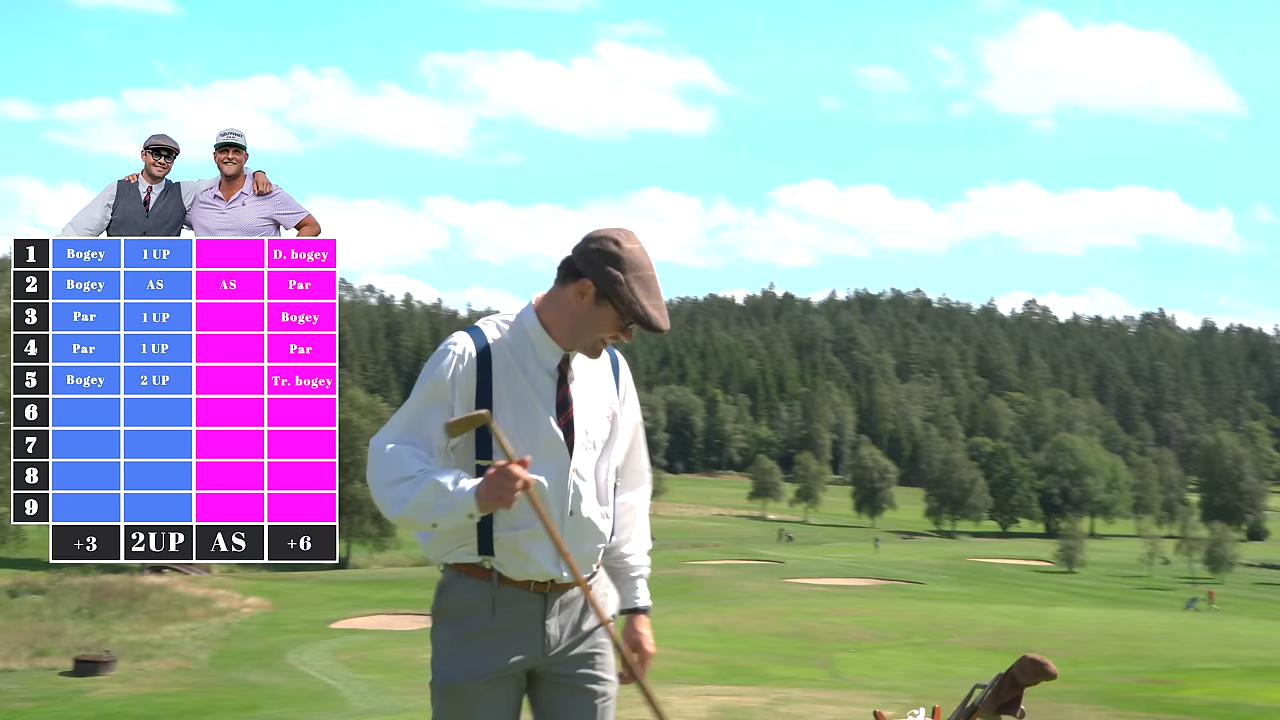 1 Bogey 1 UP D. bogey
2 Bogey AS AS Par
3 Par 1 UP Bogey
4 Par 1 UP Par
5 Bogey 2 UP Tr. bogey
6
7
8
9
+3 2UP AS +6